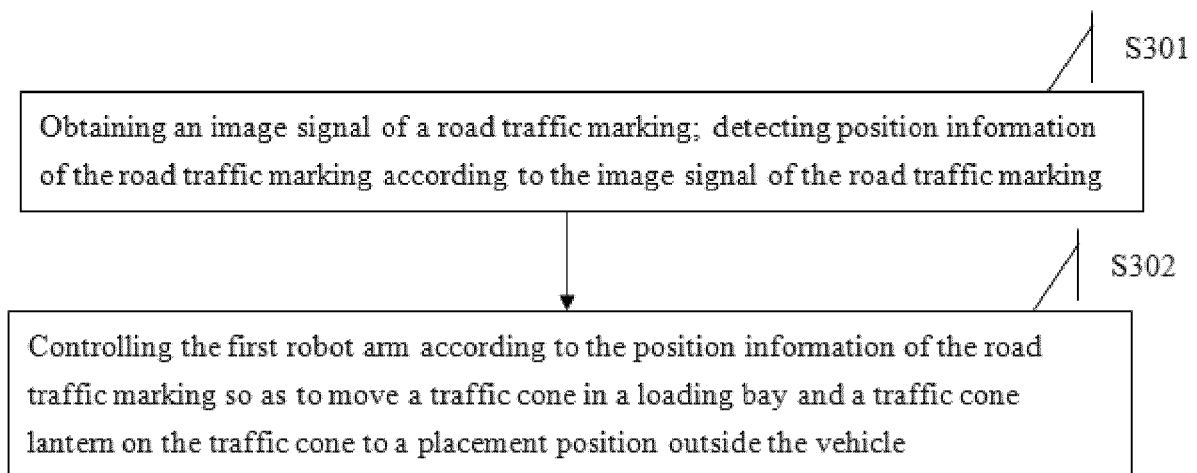 S301
Obtaining an image signal of a road traffic marking; detecting position information
of the road traffic marking according to the image signal of the road traffic marking
S302
Controlling the first robot arm according to the position information of the road
traffic marking so as to move a traffic cone in a loading bay and a traffic cone
lantern on the traffic cone to a placement position outside the vehicle